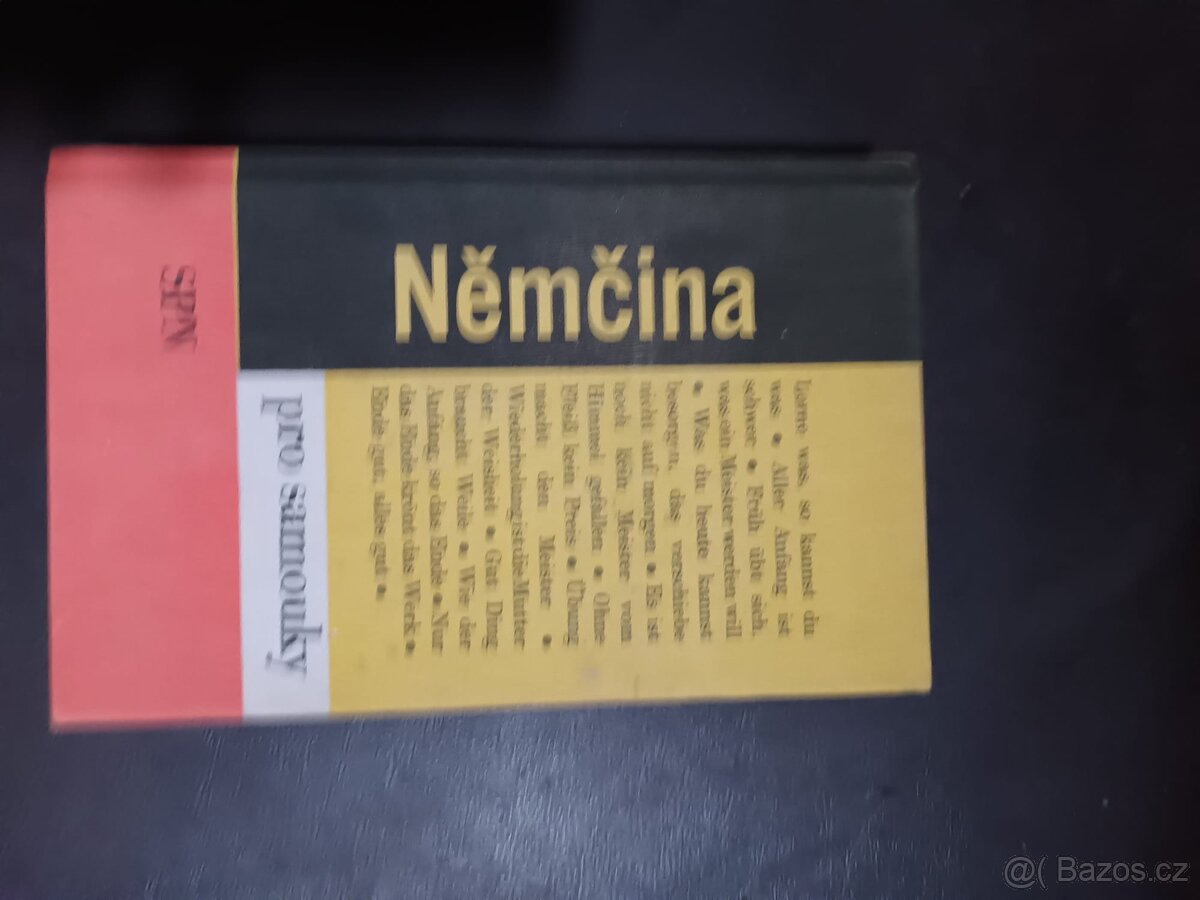 Němčina
Lerne was, so kannst du
was. • Aller Anfang ist
schwer • Früh übt sich,
was ein Meister werden will
• Was du heute kannst
besorgen, das verschiebe
nicht auf morgen • Es ist
noch kein Meister vom
Himmel gefallen • Ohne
Fleiß kein Preis • Übung
macht den Meister •
Wiederholung ist die Mutter
der Weisheit • Gut Ding
braucht Weile • Wie der
Anfang, so das Ende • Nur
das Ende krönt das Werk •
Ende gut, alles gut •
pro samouky
SPN
@( Bazos.cz